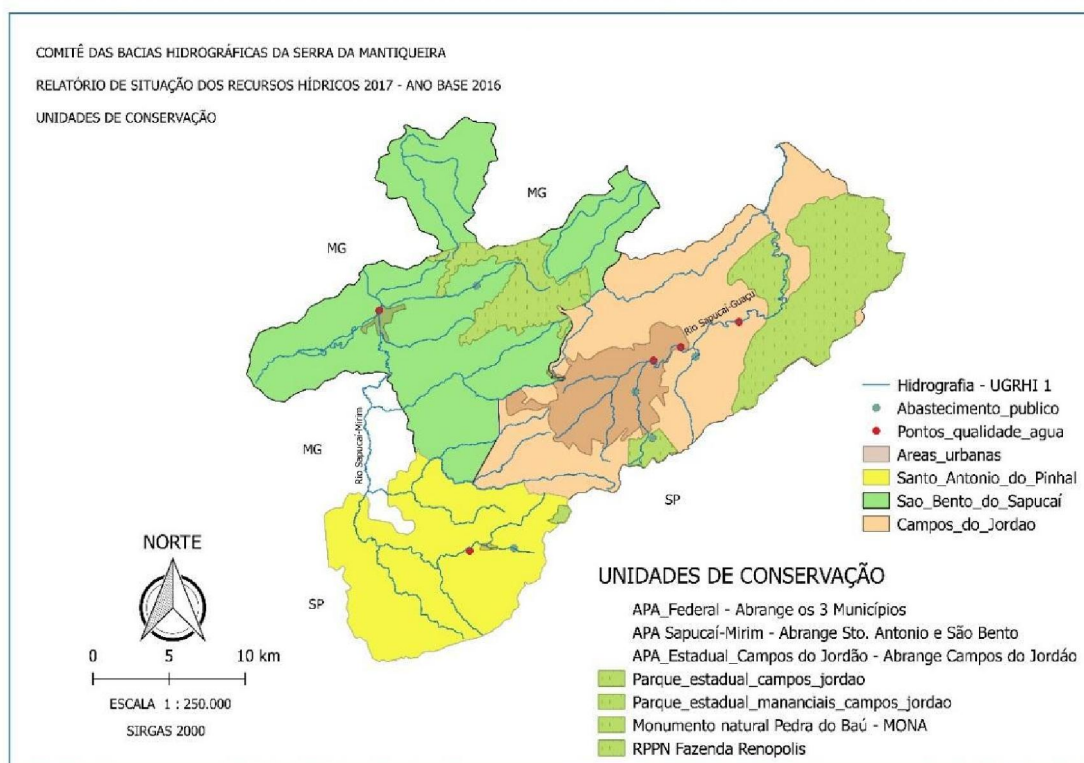 COMITÊ DAS BACIAS HIDROGRÁFICAS DA SERRA DA MANTIQUEIRA
RELATÓRIO DE SITUAÇÃO DOS RECURSOS HÍDRICOS 2017 - ANO BASE 2016
UNIDADES DE CONSERVAÇÃO
MG
MG
Rio Sapucaí-Guaçu
Rio Sapucaí-Mirim
MG
SP
SP
Hidrografia - UGRHI 1
Abastecimento_publico
Pontos_qualidade_agua
Areas_urbanas
Santo_Antonio_do_Pinhal
Sao_Bento_do_Sapucaí
Campos_do_Jordao
NORTE
0 5 10 km
ESCALA 1 : 250.000
SIRGAS 2000
UNIDADES DE CONSERVAÇÃO
APA_Federal - Abrange os 3 Municípios
APA Sapucaí-Mirim - Abrange Sto. Antonio e São Bento
APA_Estadual_Campos do Jordão - Abrange Campos do Jordáo
Parque_estadual_campos_jordao
Parque_estadual_mananciais_campos_jordao
Monumento natural Pedra do Baú - MONA
RPPN Fazenda Renopolis